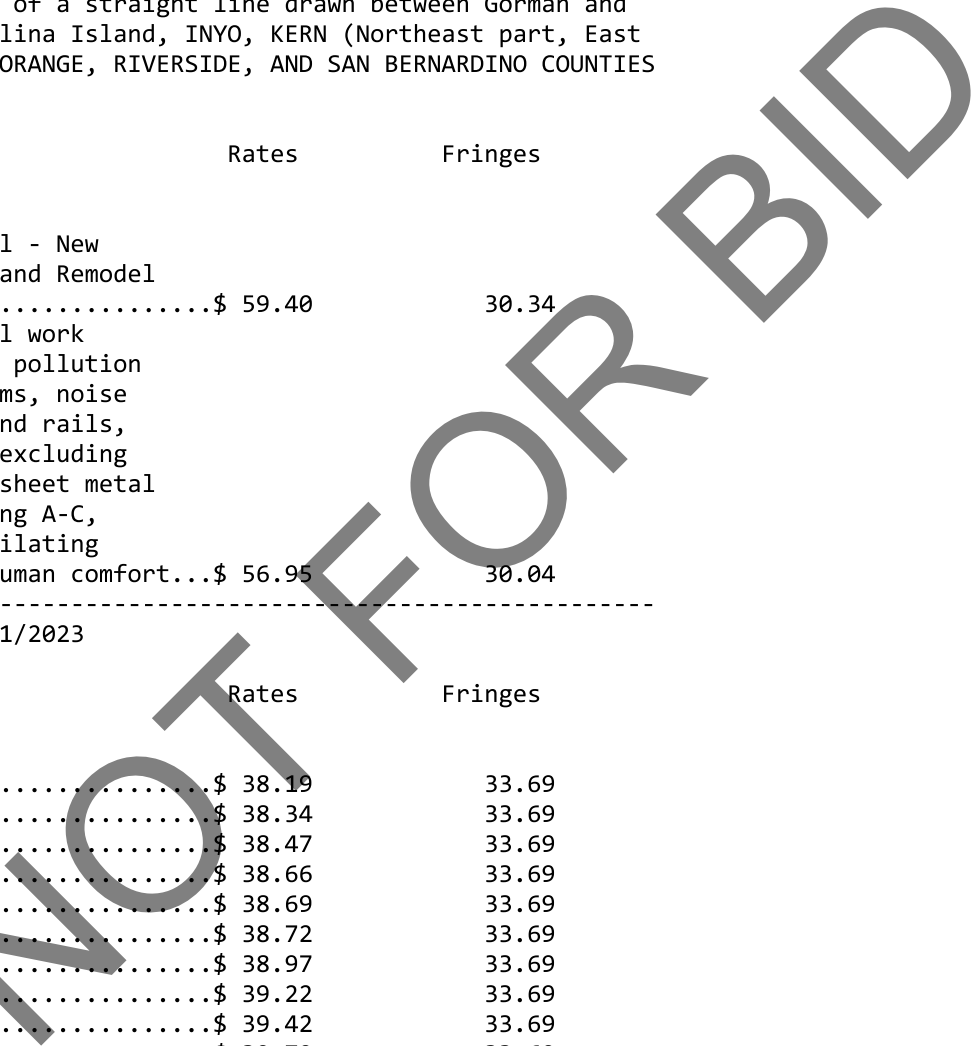 of a straight line drawn between Gorman and
lina Island, INYO, KERN (Northeast part, East
ORANGE, RIVERSIDE, AND SAN BERNARDINO COUNTIES
Rates Fringes
l - New
and Remodel
...............$ 59.40 30.34
l work
pollution
ms, noise
nd rails,
excluding
sheet metal
ng A-C,
ilating
uman comfort...$ 56.95 30.04
----------------------------------------------
1/2023
Rates Fringes
...............$ 38.19 33.69
...............$ 38.34 33.69
...............$ 38.47 33.69
...............$ 38.66 33.69
...............$ 38.69 33.69
...............$ 38.72 33.69
...............$ 38.97 33.69
...............$ 39.22 33.69
...............$ 39.42 33.69
NOT FOR BID